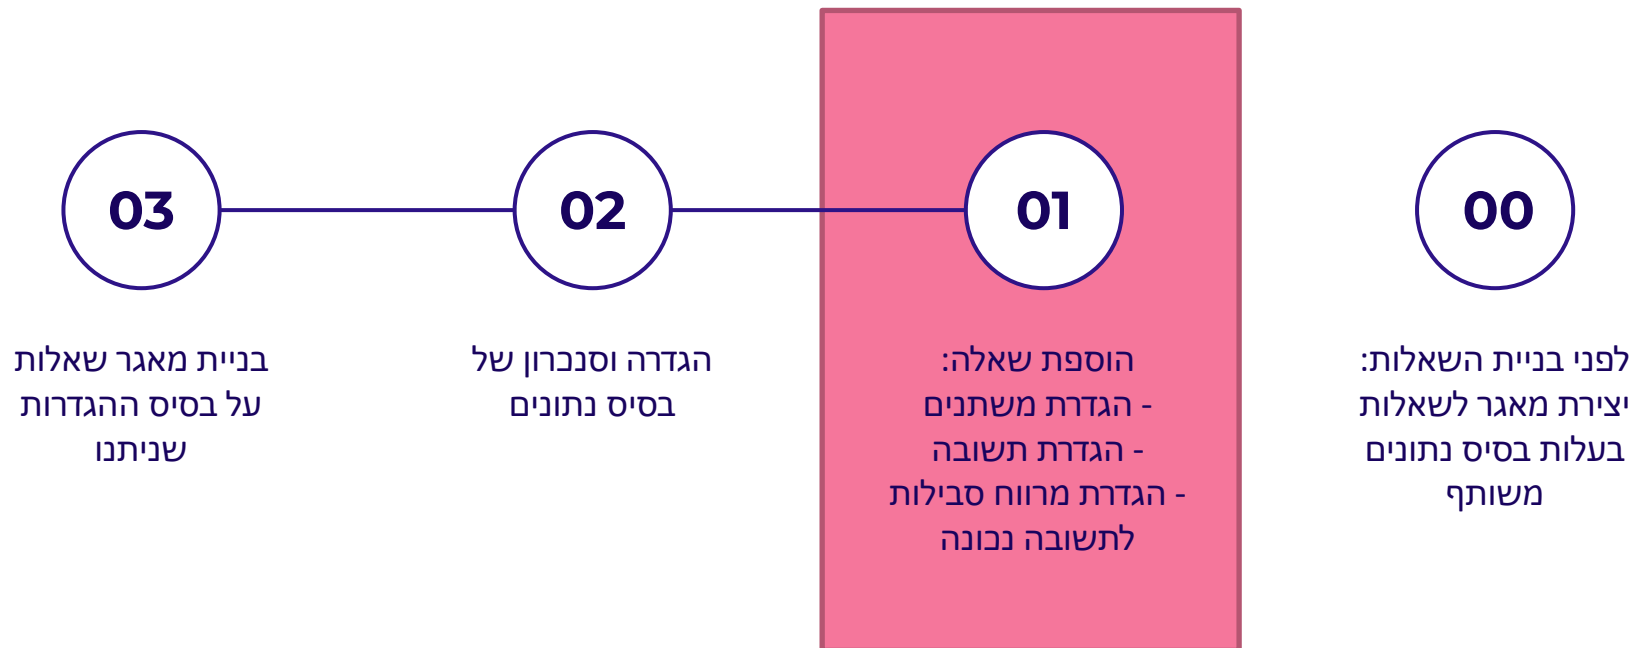 00
לפני בניית השאלות:
יצירת מאגר לשאלות
בעלות בסיס נתונים
משותף
01
הוספת שאלה:
- הגדרת משתנים
- הגדרת תשובה
- הגדרת מרווח סבילות
לתשובה נכונה
02
הגדרה וסנכרון של
בסיס נתונים
03
בניית מאגר שאלות
על בסיס ההגדרות
שניתנו